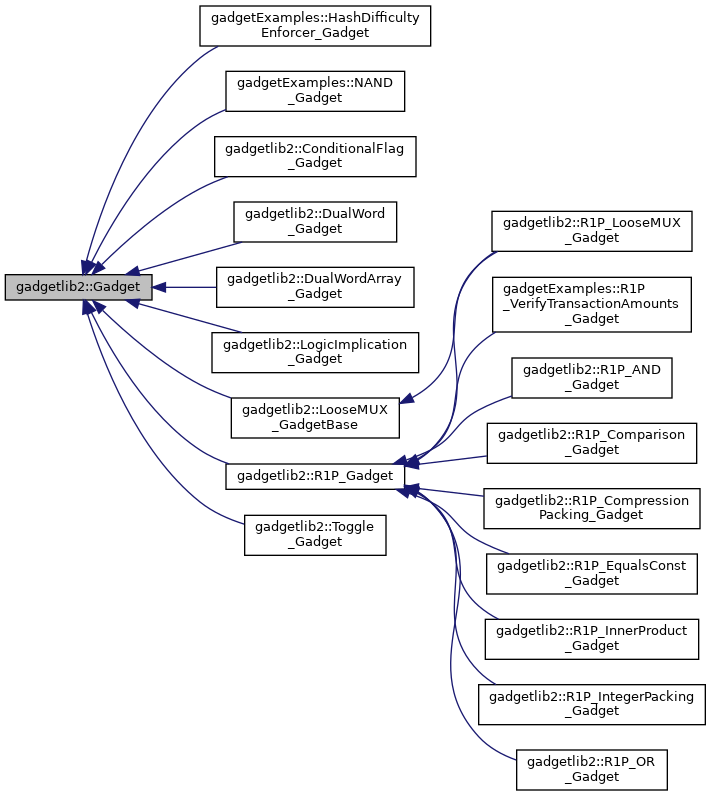 gadgetExamples::HashDifficulty
Enforcer_Gadget
gadgetExamples::NAND
_Gadget
gadgetlib2::ConditionalFlag
_Gadget
gadgetlib2::DualWord
_Gadget
gadgetlib2::DualWordArray
_Gadget
gadgetlib2::LogicImplication
_Gadget
gadgetlib2::LooseMUX
_GadgetBase
gadgetlib2::R1P_Gadget
gadgetlib2::Toggle
_Gadget
gadgetlib2::Gadget
gadgetlib2::R1P_LooseMUX
_Gadget
gadgetExamples::R1P
_VerifyTransactionAmounts
_Gadget
gadgetlib2::R1P_AND
_Gadget
gadgetlib2::R1P_Comparison
_Gadget
gadgetlib2::R1P_Compression
Packing_Gadget
gadgetlib2::R1P_EqualsConst
_Gadget
gadgetlib2::R1P_InnerProduct
_Gadget
gadgetlib2::R1P_IntegerPacking
_Gadget
gadgetlib2::R1P_OR
_Gadget